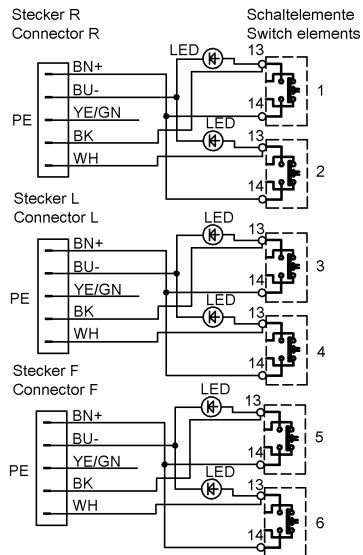 Stecker R
Connector R
Schaltelemente
Switch elements
LED
13
BN+
BU-
1
YE/GN
14
PE
LED
BK
13
WH
2
14
Stecker L
Connector L
LED
13
BN+
BU-
3
14
YE/GN
LED
PE
BK
13
WH
4
14
Stecker F
Connector F
LED
13
BN+
BU-
5
14
YE/GN
LED
PE
BK
13
WH
6
14